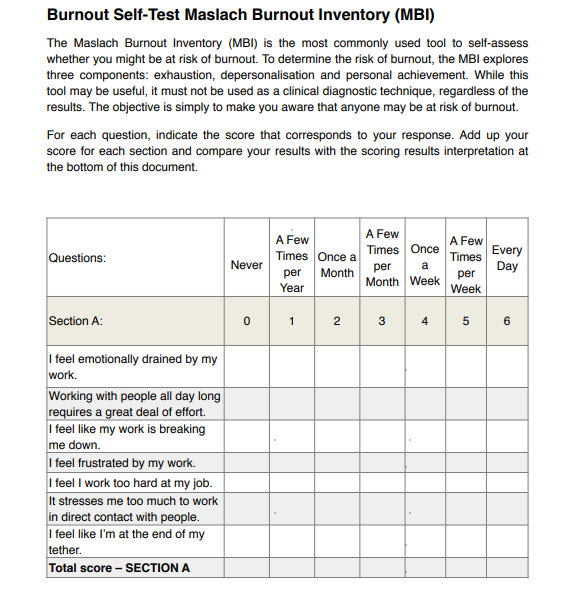 Burnout Self-Test Maslach Burnout Inventory (MBI)
The Maslach Burnout Inventory (MBI) is the most commonly used tool to self-assess
whether you might be at risk of burnout. To determine the risk of burnout, the MBI explores
three components: exhaustion, depersonalisation and personal achievement. While this
tool may be useful, it must not be used as a clinical diagnostic technique, regardless of the
results. The objective is simply to make you aware that anyone may be at risk of burnout.
For each question, indicate the score that corresponds to your response. Add up your
score for each section and compare your results with the scoring results interpretation at
the bottom of this document.
Questions:
Never
A Few
Times
per
Year
Once a
Month
A Few
Times
per
Month
Once
a
Week
A Few
Times
per
Week
Every
Day
Section A: 0 1 2 3 4 5 6
I feel emotionally drained by my
work.
Working with people all day long
requires a great deal of effort.
I feel like my work is breaking
me down.
I feel frustrated by my work.
I feel I work too hard at my job.
It stresses me too much to work
in direct contact with people.
I feel like I'm at the end of my
tether.
Total score – SECTION A